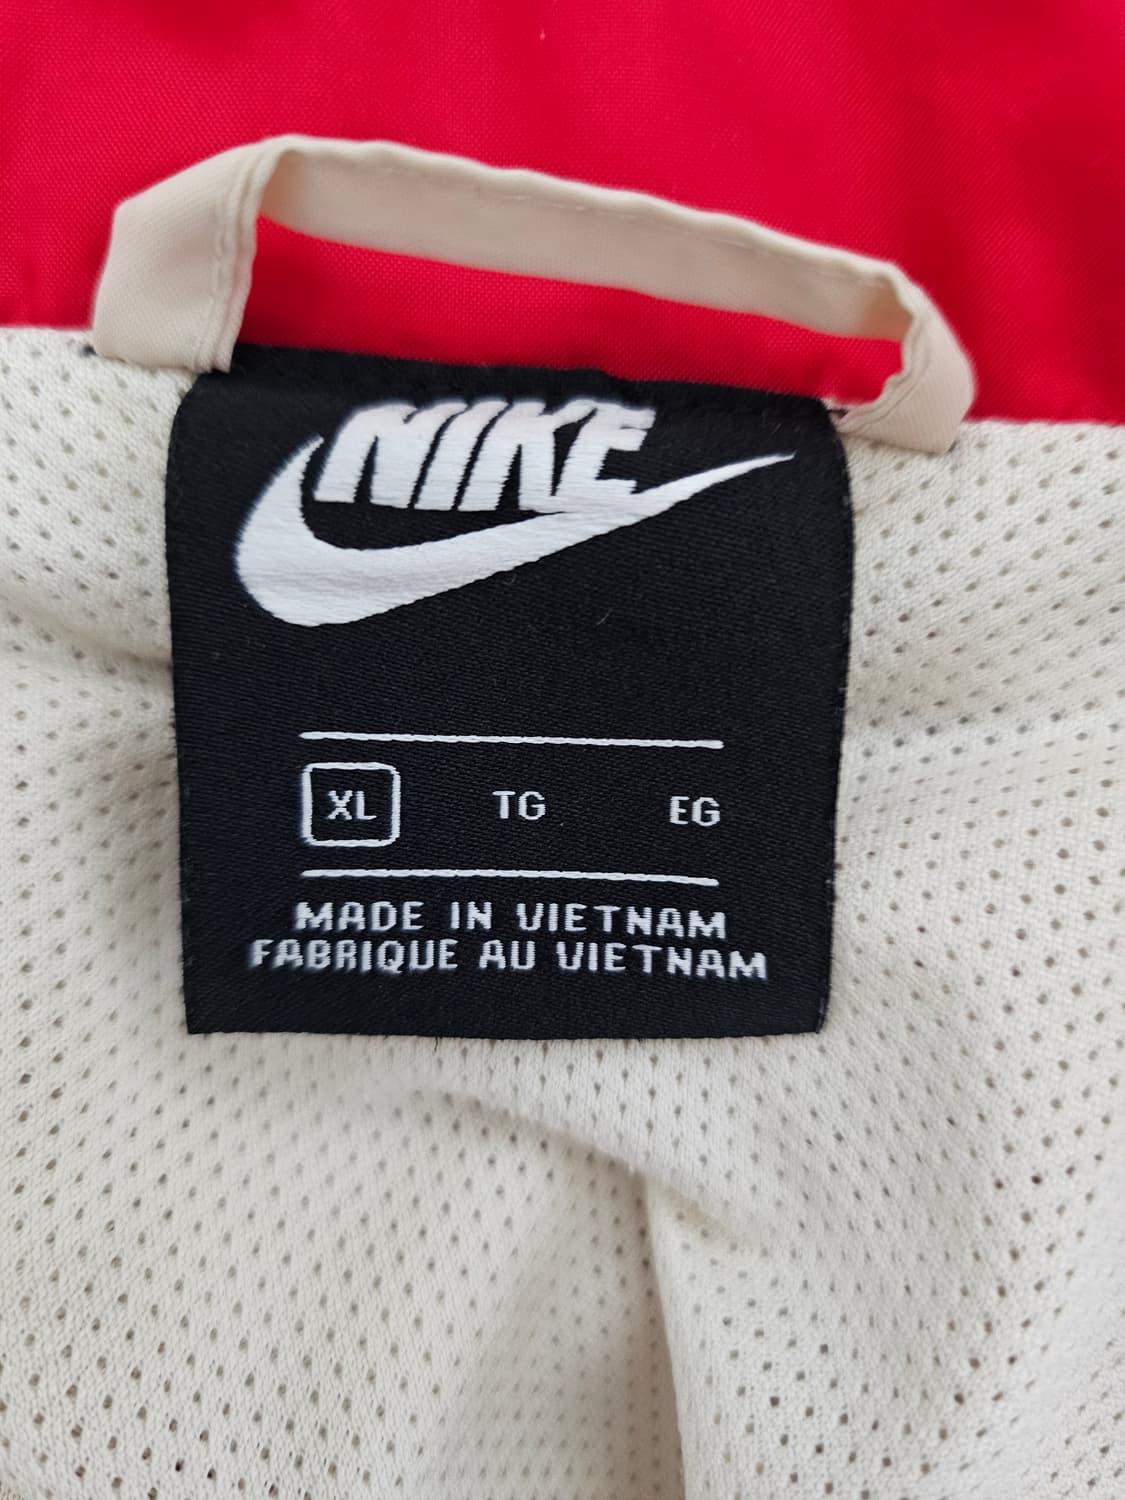 NIKE
XL TG EG
MADE IN VIETNAM
FABRIQUE AU VIETNAM